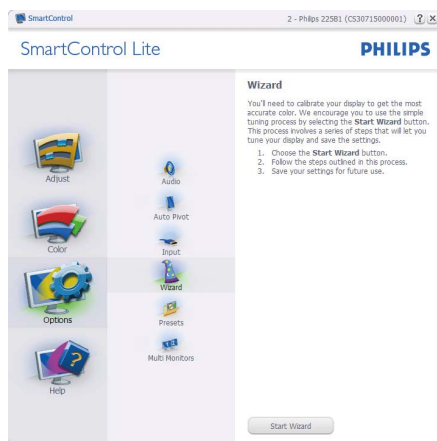 SmartControl
2 - Philips 225B1 (CS30715000001)
SmartControl Lite
PHILIPS
Adjust
Color
Options
Help
Audio
Auto Pivot
Input
Wizard
Presets
Multi Monitors
Wizard
You'll need to calibrate your display to get the most
accurate color. We encourage you to use the simple
tuning process by selecting the Start Wizard button.
This process involves a series of steps that will let you
tune your display and save the settings.
1. Choose the Start Wizard button.
2. Follow the steps outlined in this process.
3. Save your settings for future use.
Start Wizard